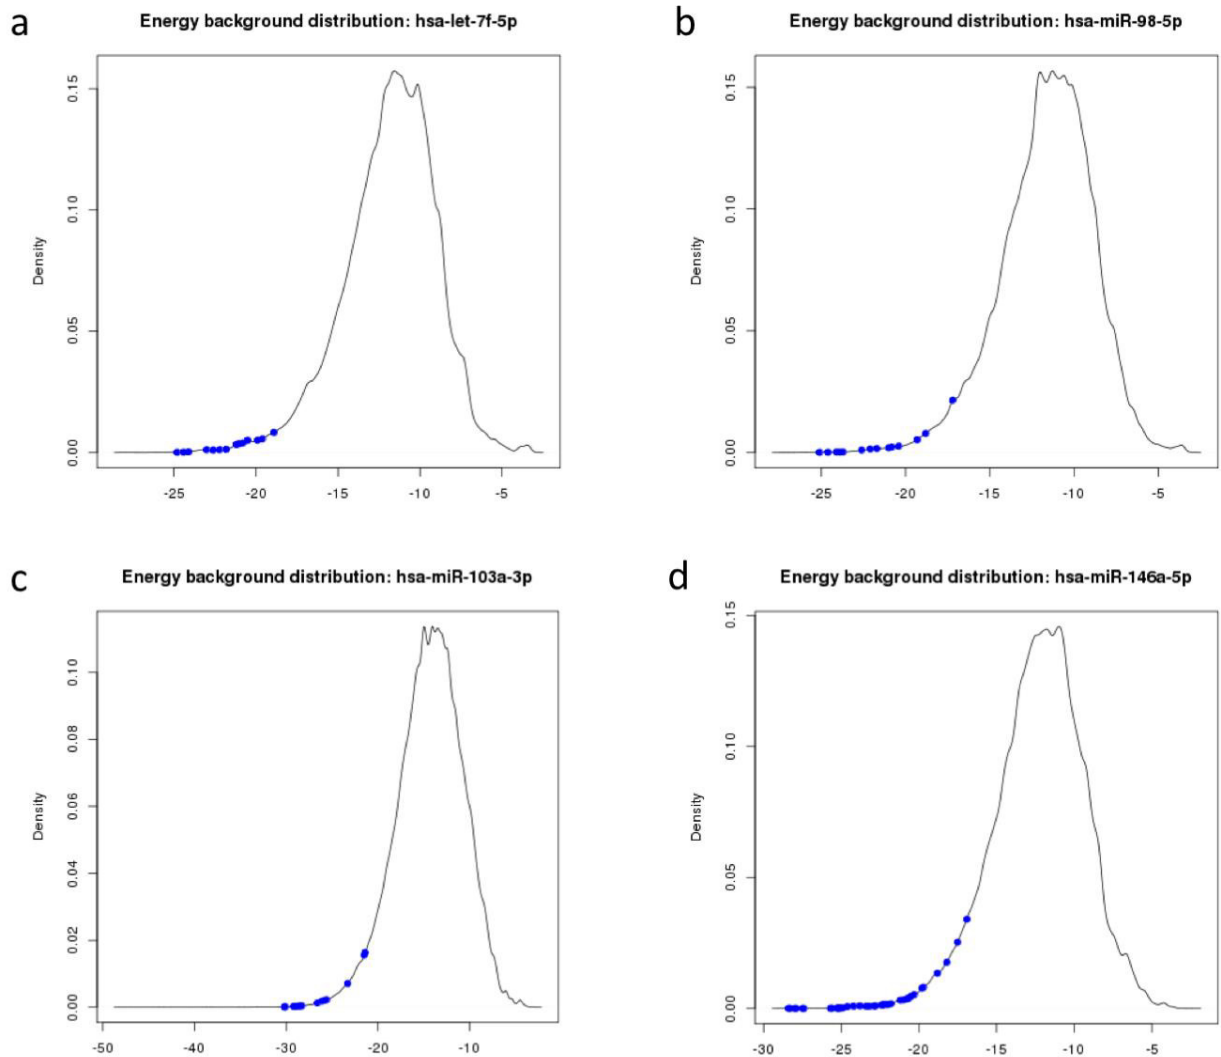 a
Energy background distribution: hsa-let-7f-5p
Density
0.15
0.10
0.05
0.00
-25 -20 -15 -10 -5
b
Energy background distribution: hsa-miR-98-5p
Density
0.15
0.10
0.05
0.00
-25 -20 -15 -10 -5
c
Energy background distribution: hsa-miR-103a-3p
Density
0.10
0.08
0.06
0.04
0.02
0.00
-50 -40 -30 -20 -10
d
Energy background distribution: hsa-miR-146a-5p
Density
0.15
0.10
0.05
0.00
-30 -25 -20 -15 -10 -5